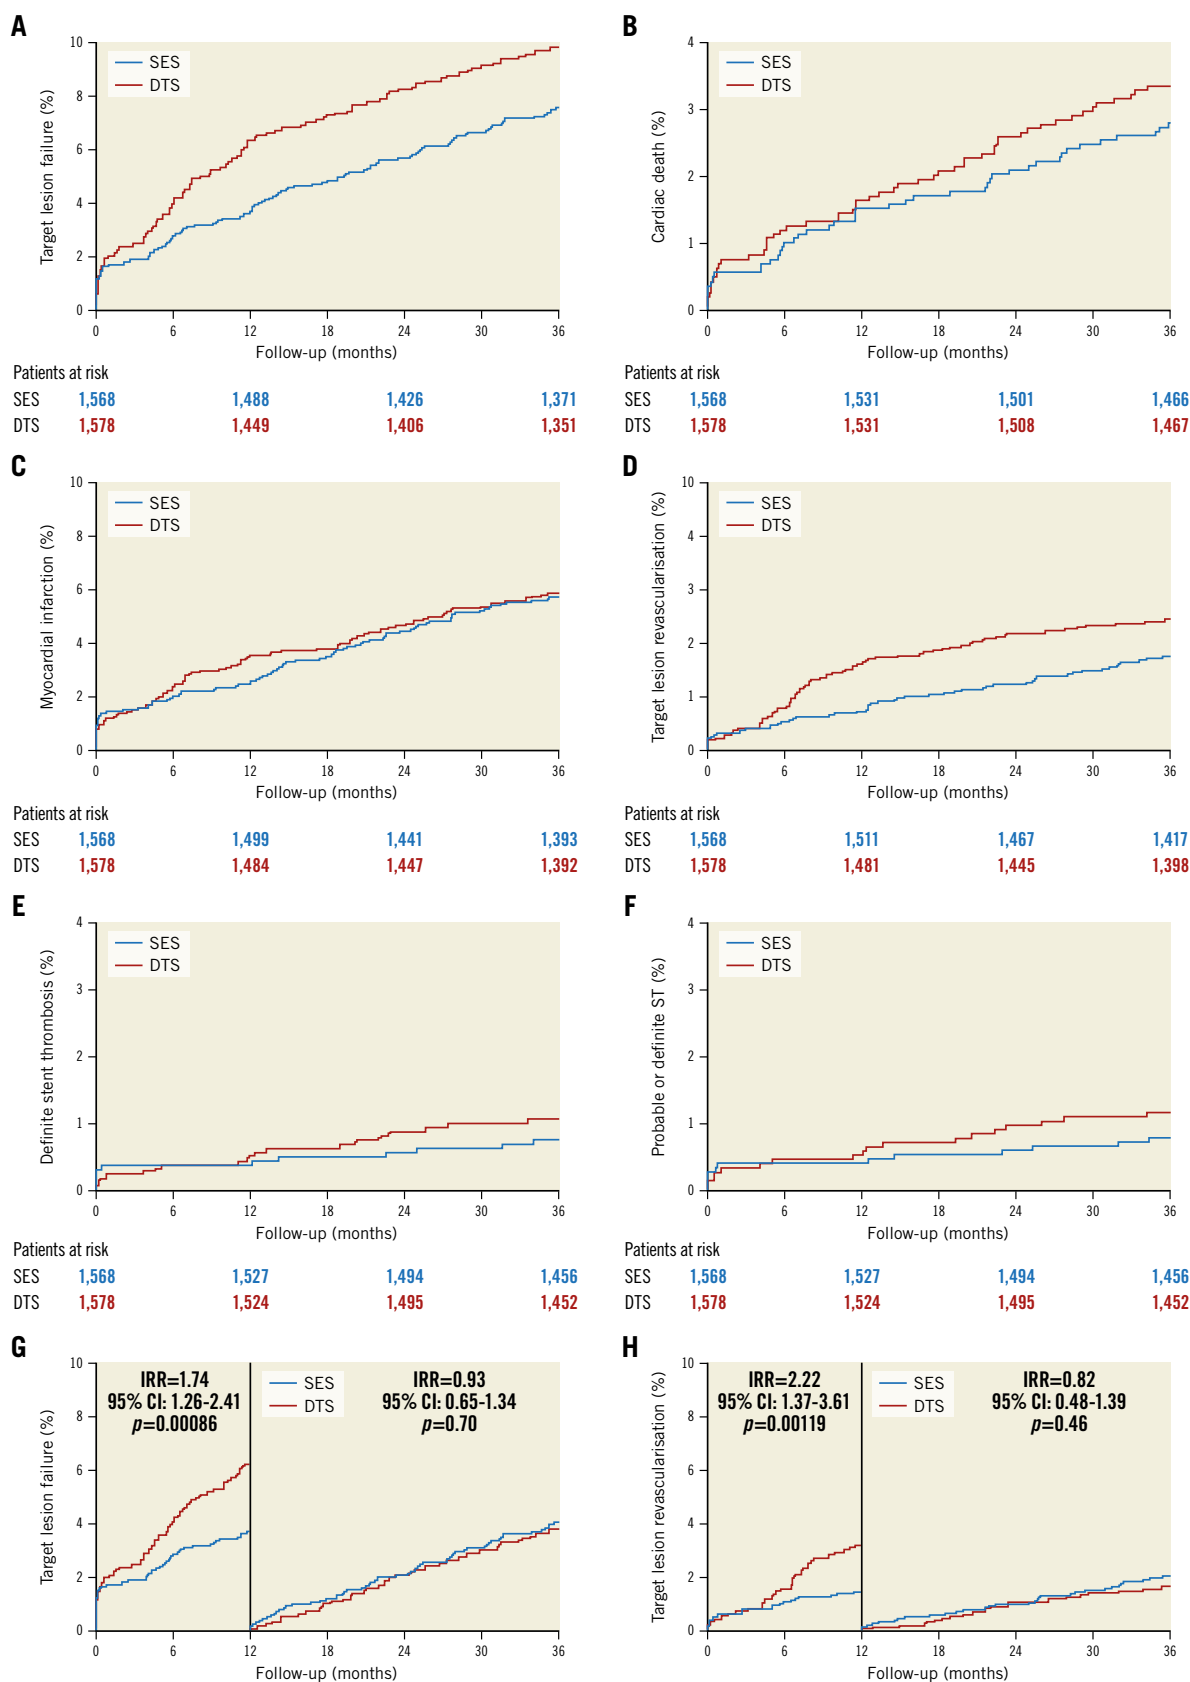 A
Target lesion failure (%)
10
8
6
4
2
0
SES
DTS
0 6 12 18 24 30 36
Follow-up (months)
Patients at risk
SES 1,568 1,488 1,426 1,371
DTS 1,578 1,449 1,406 1,351
B
Cardiac death (%)
4
3
2
1
0
SES
DTS
0 6 12 18 24 30 36
Follow-up (months)
Patients at risk
SES 1,568 1,531 1,501 1,466
DTS 1,578 1,531 1,508 1,467
C
Myocardial infarction (%)
10
8
6
4
2
0
SES
DTS
0 6 12 18 24 30 36
Follow-up (months)
Patients at risk
SES 1,568 1,499 1,441 1,393
DTS 1,578 1,484 1,447 1,392
D
Target lesion revascularisation (%)
10
4
3
2
1
0
SES
DTS
0 6 12 18 24 30 36
Follow-up (months)
Patients at risk
SES 1,568 1,511 1,467 1,417
DTS 1,578 1,481 1,445 1,398
E
Definite stent thrombosis (%)
4
3
2
1
0
SES
DTS
0 6 12 18 24 30 36
Follow-up (months)
Patients at risk
SES 1,568 1,527 1,494 1,456
DTS 1,578 1,524 1,495 1,452
F
Probable or definite ST (%)
4
3
2
1
0
SES
DTS
0 6 12 18 24 30 36
Follow-up (months)
Patients at risk
SES 1,568 1,527 1,494 1,456
DTS 1,578 1,524 1,495 1,452
G
Target lesion failure (%)
10
8
6
4
2
0
IRR=1.74
95% CI: 1.26-2.41
p=0.00086
SES
DTS
IRR=0.93
95% CI: 0.65-1.34
p=0.70
0 6 12 18 24 30 36
Follow-up (months)
H
Target lesion revascularisation (%)
10
8
6
4
2
0
IRR=2.22
95% CI: 1.37-3.61
p=0.00119
SES
DTS
IRR=0.82
95% CI: 0.48-1.39
p=0.46
0 6 12 18 24 30 36
Follow-up (months)